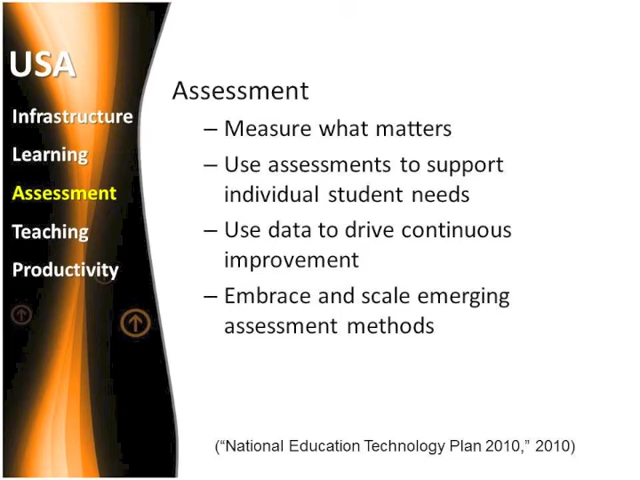 USA
Infrastructure
Learning
Assessment
Teaching
Productivity
Assessment
– Measure what matters
– Use assessments to support
individual student needs
– Use data to drive continuous
improvement
– Embrace and scale emerging
assessment methods
(“National Education Technology Plan 2010,” 2010)